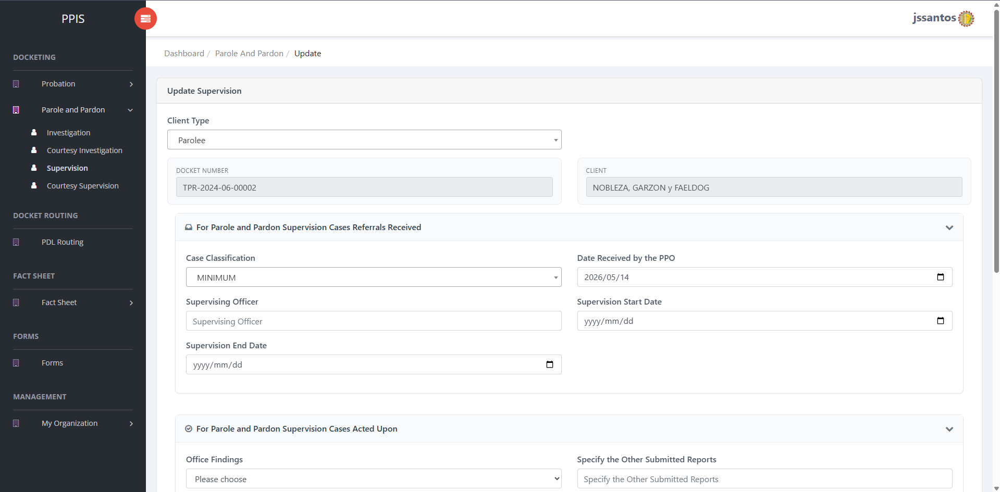 PPIS
jssantos
DOCKETING
Probation
Parole and Pardon
Investigation
Courtesy Investigation
Supervision
Courtesy Supervision
DOCKET ROUTING
PDL Routing
FACT SHEET
Fact Sheet
FORMS
Forms
MANAGEMENT
My Organization
Dashboard / Parole And Pardon / Update
Update Supervision
Client Type
Parolee
DOCKET NUMBER
TPR-2024-06-00002
CLIENT
NOBLEZA, GARZON y FAELDOG
For Parole and Pardon Supervision Cases Referrals Received
Case Classification
MINIMUM
Date Received by the PPO
2026/05/14
Supervising Officer
Supervising Officer
Supervision Start Date
yyyy/mm/dd
Supervision End Date
yyyy/mm/dd
For Parole and Pardon Supervision Cases Acted Upon
Office Findings
Please choose
Specify the Other Submitted Reports
Specify the Other Submitted Reports